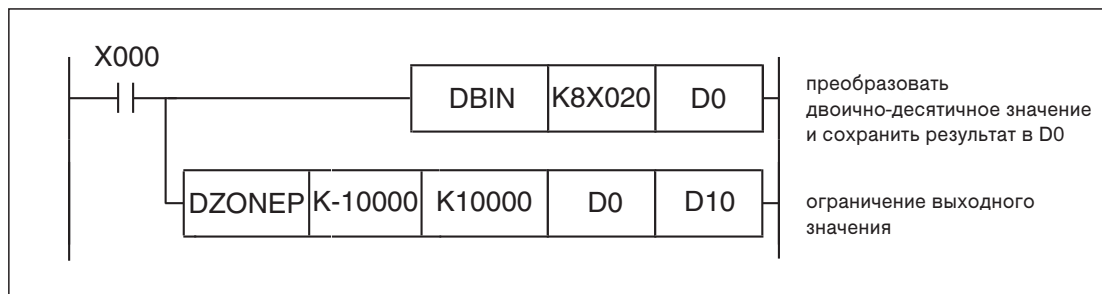 X000
DBIN K8X020 D0
преобразовать
двоично-десятичное значение
и сохранить результат в D0
DZONEP K-10000 K10000 D0 D10
ограничение выходного
значения